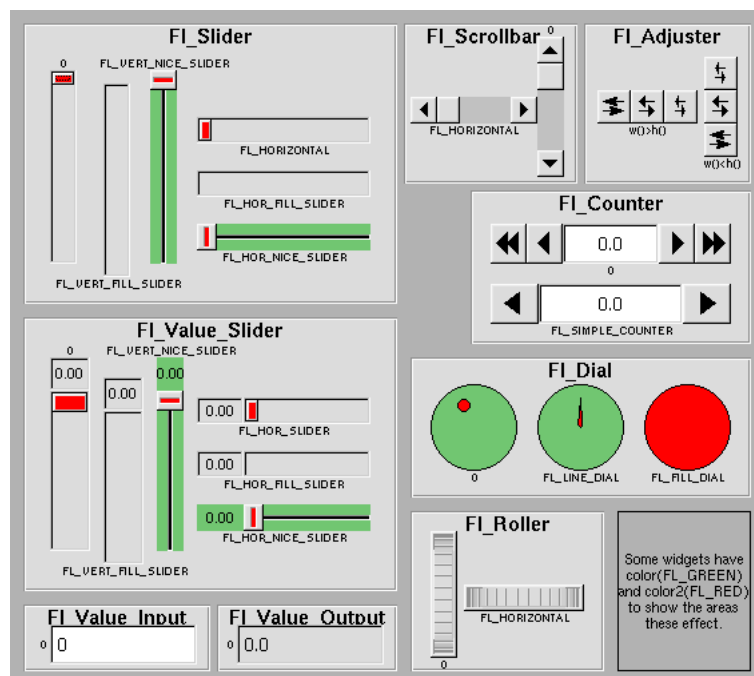 Fl_Slider
0
FL_VERT_NICE_SLIDER
FL_HORIZONTAL
FL_HOR_FILL_SLIDER
FL_HOR_NICE_SLIDER
FL_VERT_FILL_SLIDER
Fl_Scrollbar
0
FL_HORIZONTAL
Fl_Adjuster
w()>h()
w()<h()
Fl_Counter
0.0
0
0.0
FL_SIMPLE_COUNTER
Fl_Value_Slider
0
FL_VERT_NICE_SLIDER
0.00
0.00
0.00
0.00
FL_HOR_SLIDER
0.00
FL_HOR_FILL_SLIDER
0.00
FL_HOR_NICE_SLIDER
FL_VERT_FILL_SLIDER
Fl_Dial
0
FL_LINE_DIAL
FL_FILL_DIAL
Fl_Value_Input
0
0
Fl_Value_Output
0
0.0
Fl_Roller
0
FL_HORIZONTAL
Some widgets have
color(FL_GREEN)
and color2(FL_RED)
to show the areas
these effect.